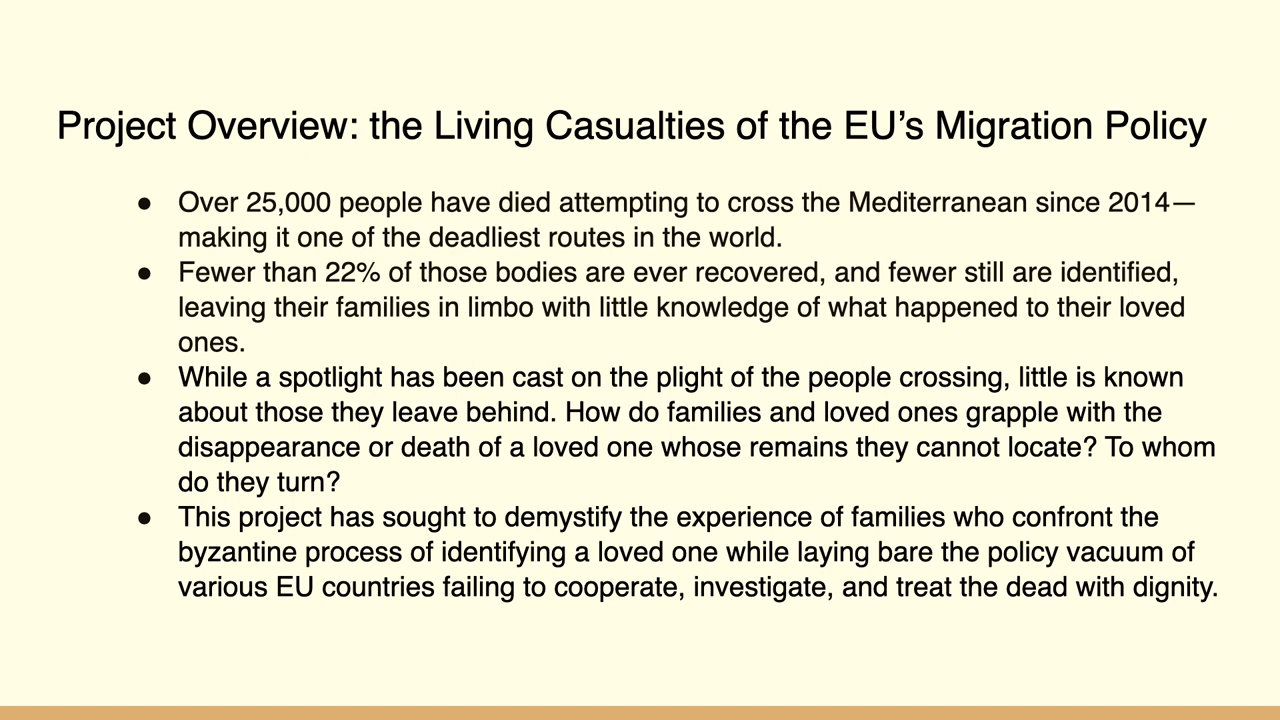 Project Overview: the Living Casualties of the EU’s Migration Policy
● Over 25,000 people have died attempting to cross the Mediterranean since 2014—
making it one of the deadliest routes in the world.
● Fewer than 22% of those bodies are ever recovered, and fewer still are identified,
leaving their families in limbo with little knowledge of what happened to their loved
ones.
● While a spotlight has been cast on the plight of the people crossing, little is known
about those they leave behind. How do families and loved ones grapple with the
disappearance or death of a loved one whose remains they cannot locate? To whom
do they turn?
● This project has sought to demystify the experience of families who confront the
byzantine process of identifying a loved one while laying bare the policy vacuum of
various EU countries failing to cooperate, investigate, and treat the dead with dignity.